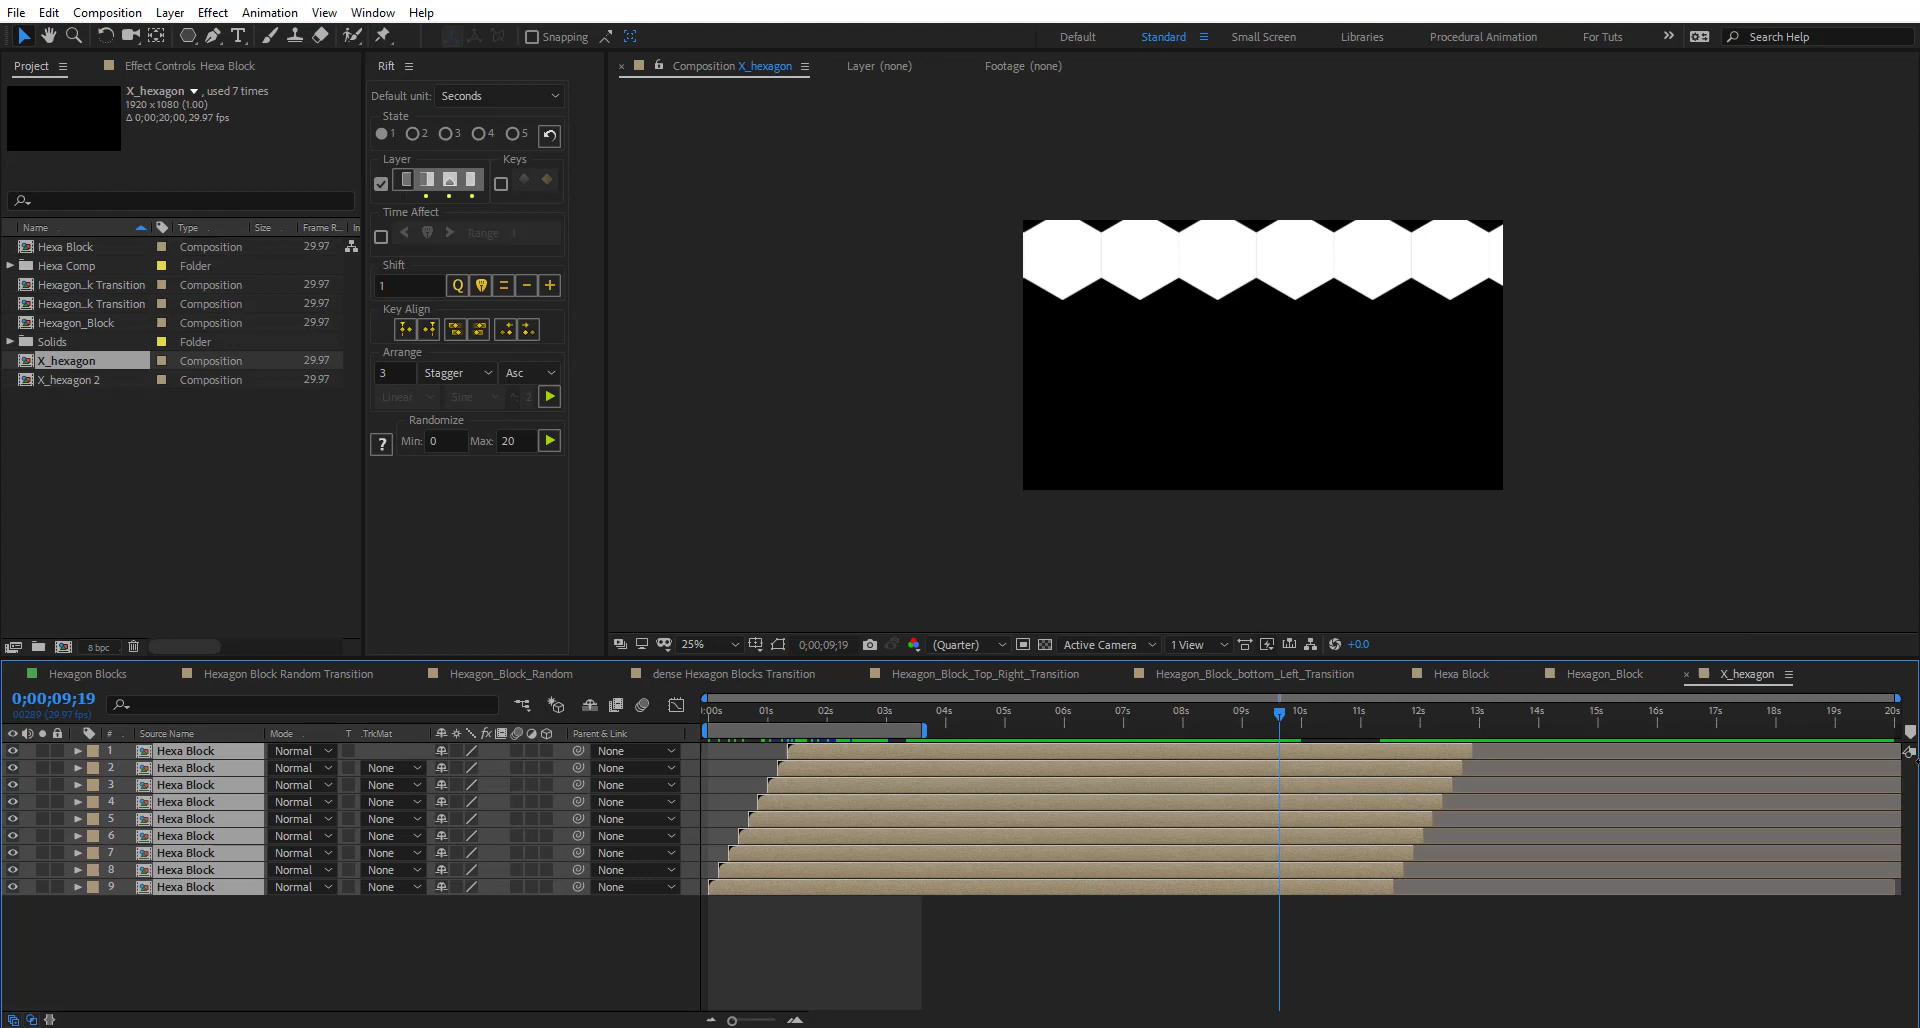 File Edit Composition Layer Effect Animation View Window Help
Snapping Default Standard Small Screen Libraries Procedural Animation For Tuts Search Help
Project Effect Controls Hexa Block
X_hexagon , used 7 times
1920 x1080 (1.00)
Δ 0;00;20;00, 29.97 fps
Name Type Size Frame R... In
Hexa Block Composition 29.97
Hexa Comp Folder
Hexagon_...k Transition Composition 29.97
Hexagon_...k Transition Composition 29.97
Hexagon_Block Composition 29.97
Solids Folder
X_hexagon Composition 29.97
X_hexagon 2 Composition 29.97
8 bpc
Rift
Default unit: Seconds
State
1 2 3 4 5
Layer Keys
Time Affect
Range 1
Shift
1 Q = − +
Key Align
Arrange
3 Stagger Asc
Linear Sine ^: 2
Randomize
? Min: 0 Max: 20
Composition X_hexagon Layer (none) Footage (none)
25% 0;00;09;19 (Quarter) Active Camera 1 View +0.0
Hexagon Blocks Hexagon Block Random Transition Hexagon_Block_Random dense Hexagon Blocks Transition Hexagon_Block_Top_Right_Transition Hexagon_Block_bottom_Left_Transition Hexa Block Hexagon_Block X_hexagon
0;00;09;19
00289 (29.97 fps)
):00s 01s 02s 03s 04s 05s 06s 07s 08s 09s 10s 11s 12s 13s 14s 15s 16s 17s 18s 19s 20s
# Source Name Mode T .TrkMat fx Parent & Link
1 Hexa Block Normal None
2 Hexa Block Normal None None
3 Hexa Block Normal None None
4 Hexa Block Normal None None
5 Hexa Block Normal None None
6 Hexa Block Normal None None
7 Hexa Block Normal None None
8 Hexa Block Normal None None
9 Hexa Block Normal None None